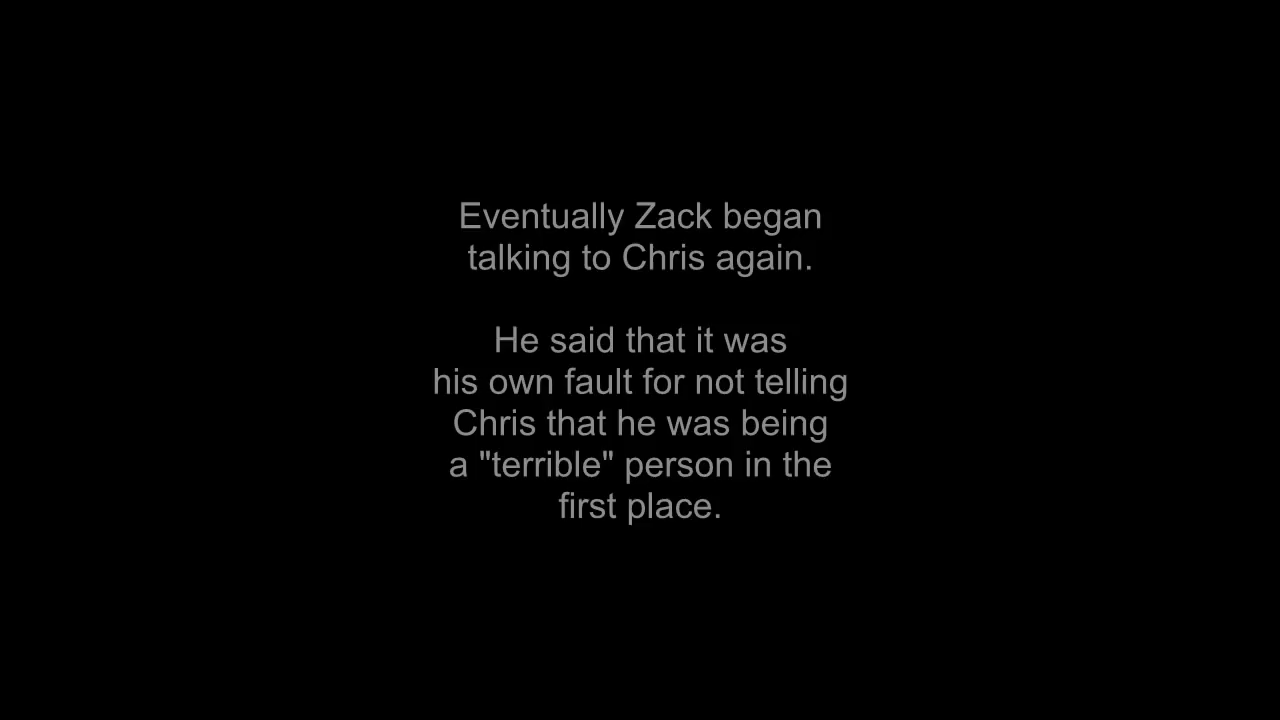 Eventually Zack began
talking to Chris again.
He said that it was
his own fault for not telling
Chris that he was being
a "terrible" person in the
first place.